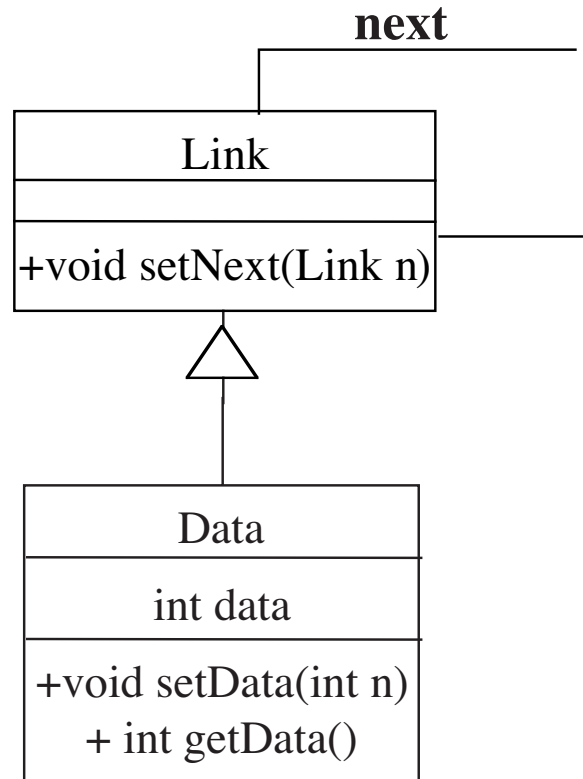 next
Link
+void setNext(Link n)
Data
int data
+void setData(int n)
+ int getData()